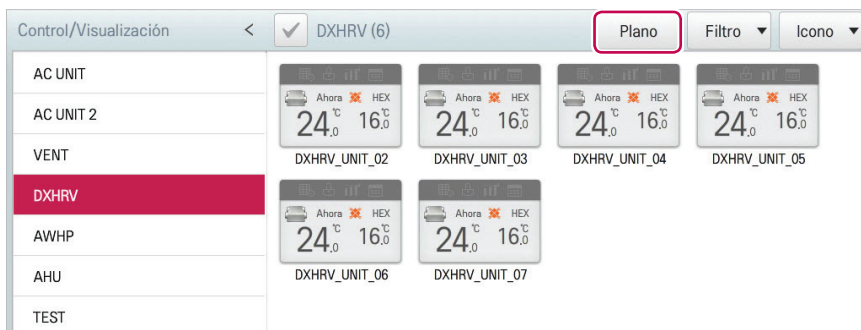 Control/Visualización < DXHRV (6) Plano Filtro ▼ Icono ▼
AC UNIT
AC UNIT 2
VENT
DXHRV
AWHP
AHU
TEST
Ahora HEX
24.0 °C 16.0 °C
DXHRV_UNIT_02
Ahora HEX
24.0 °C 16.0 °C
DXHRV_UNIT_03
Ahora HEX
24.0 °C 16.0 °C
DXHRV_UNIT_04
Ahora HEX
24.0 °C 16.0 °C
DXHRV_UNIT_05
Ahora HEX
24.0 °C 16.0 °C
DXHRV_UNIT_06
Ahora HEX
24.0 °C 16.0 °C
DXHRV_UNIT_07